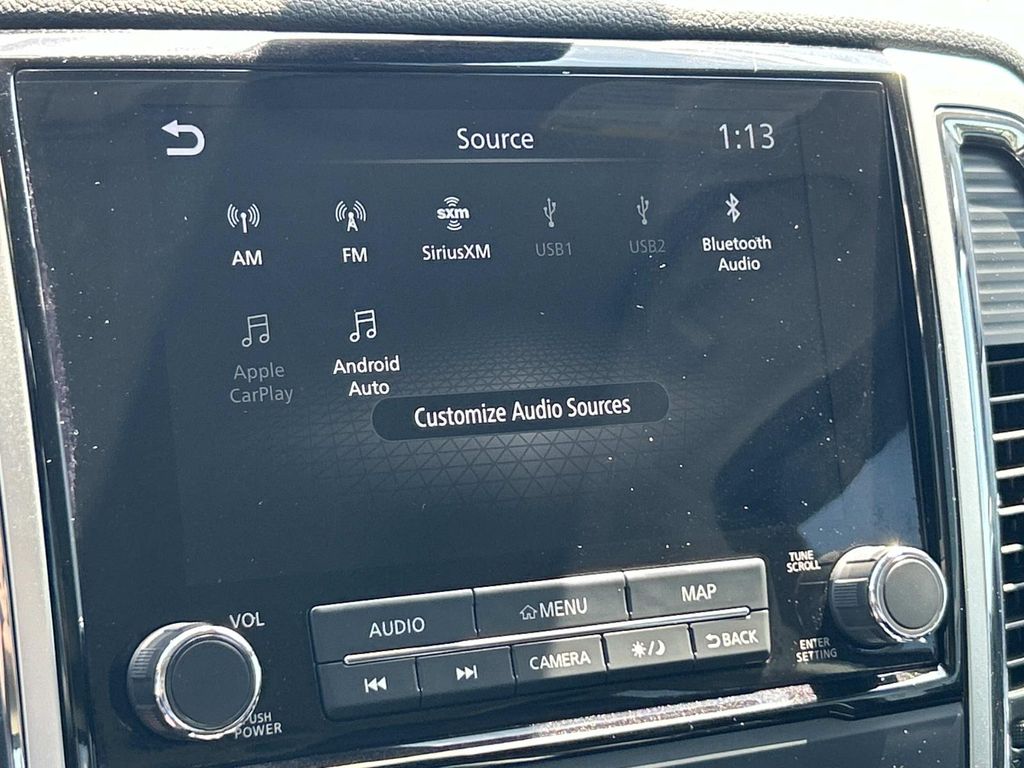 Source
1:13
AM
FM
sxm
SiriusXM
USB1
USB2
Bluetooth
Audio
Apple
CarPlay
Android
Auto
Customize Audio Sources
VOL
PUSH
POWER
AUDIO
MENU
MAP
CAMERA
BACK
TUNE
SCROLL
ENTER
SETTING